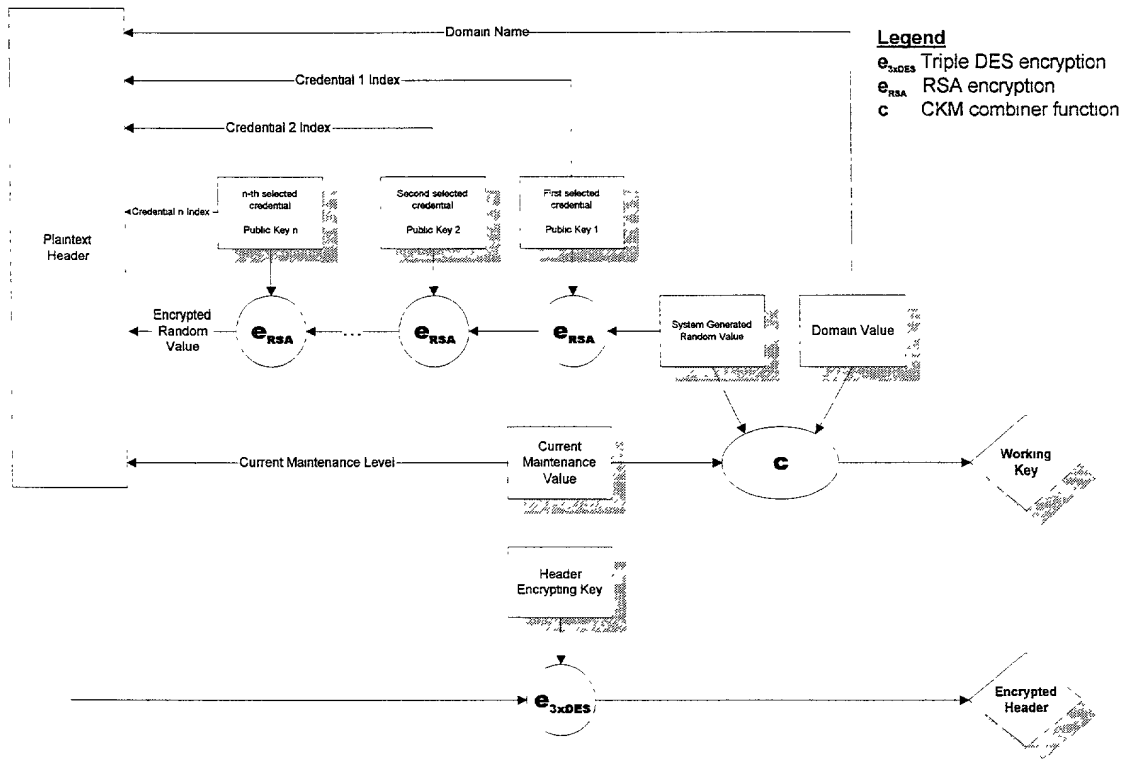 Domain Name
Legend
e3xDES Triple DES encryption
eRSA RSA encryption
c CKM combiner function
Credential 1 Index
Credential 2 Index
n-th selected
credential
Public Key n
Second selected
credential
Public Key 2
First selected
credential
Public Key 1
Credential n Index
Plaintext
Header
Encrypted
Random
Value
eRSA
...
eRSA
eRSA
System Generated
Random Value
Domain Value
Current Maintenance Level
Current
Maintenance
Value
c
Working
Key
Header
Encrypting Key
e3xDES
Encrypted
Header